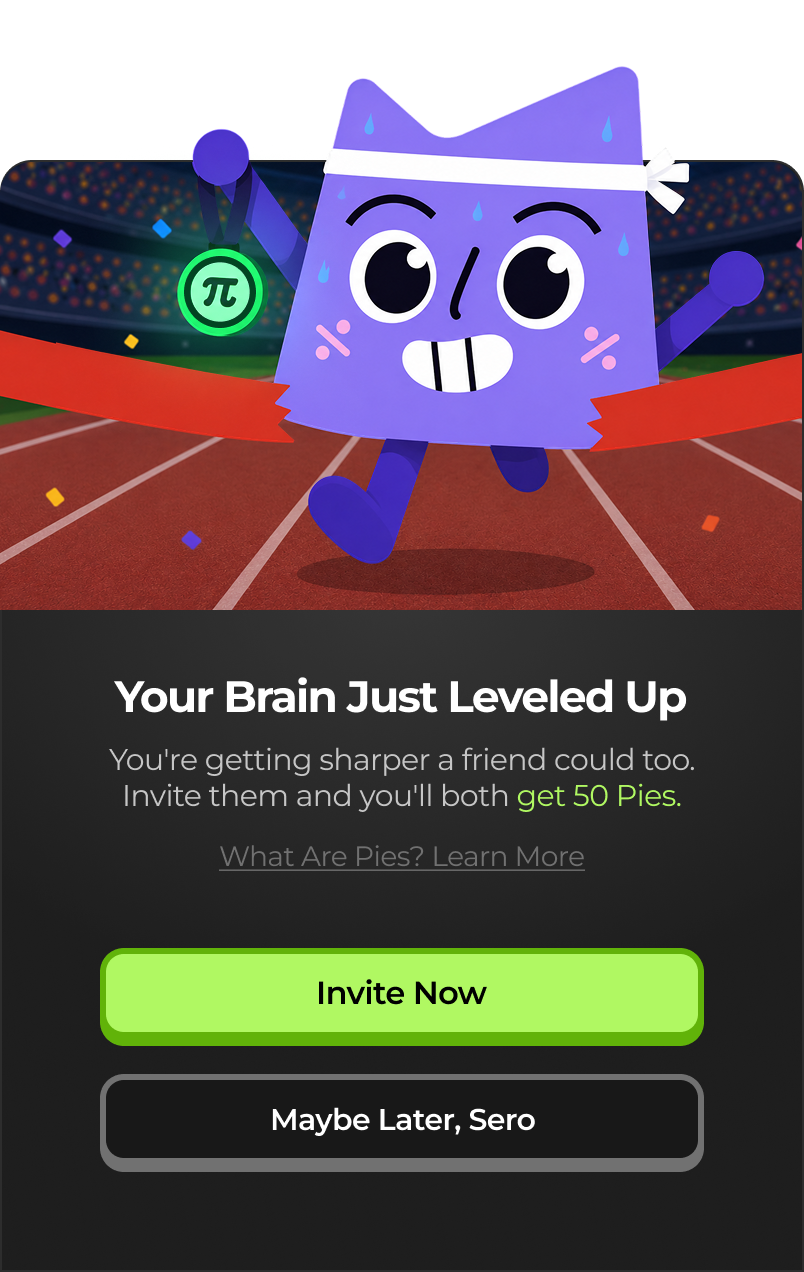 π
Your Brain Just Leveled Up
You're getting sharper a friend could too.
Invite them and you'll both get 50 Pies.
What Are Pies? Learn More
Invite Now
Maybe Later, Sero